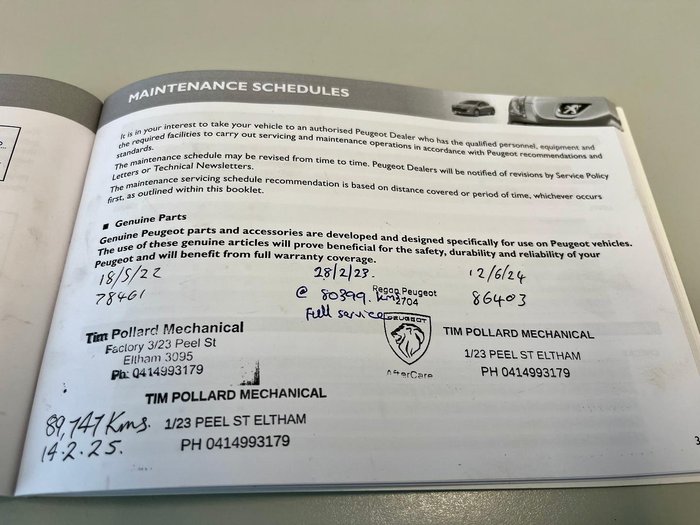 MAINTENANCE SCHEDULES
It is in your interest to take your vehicle to an authorised Peugeot Dealer who has the qualified personnel, equipment and
the required facilities to carry out servicing and maintenance operations in accordance with Peugeot recommendations and
standards.
The maintenance schedule may be revised from time to time. Peugeot Dealers will be notified of revisions by Service Policy
Letters or Technical Newsletters.
The maintenance servicing schedule recommendation is based on distance covered or period of time, whichever occurs
first, as outlined within this booklet.
■ Genuine Parts
Genuine Peugeot parts and accessories are developed and designed specifically for use on Peugeot vehicles.
The use of these genuine articles will prove beneficial for the safety, durability and reliability of your
Peugeot and will benefit from full warranty coverage.
18/5/22
78461
Tim Pollard Mechanical
Factory 3/23 Peel St
Eltham 3095
Ph: 0414993179
28/2/23.
@ 80399. kms
Full service
Regan Peugeot
2704
PEUGEOT
AfterCare
12/6/24
86403
TIM POLLARD MECHANICAL
1/23 PEEL ST ELTHAM
PH 0414993179
TIM POLLARD MECHANICAL
1/23 PEEL ST ELTHAM
PH 0414993179
89,747 Kms.
14.2.25.
3